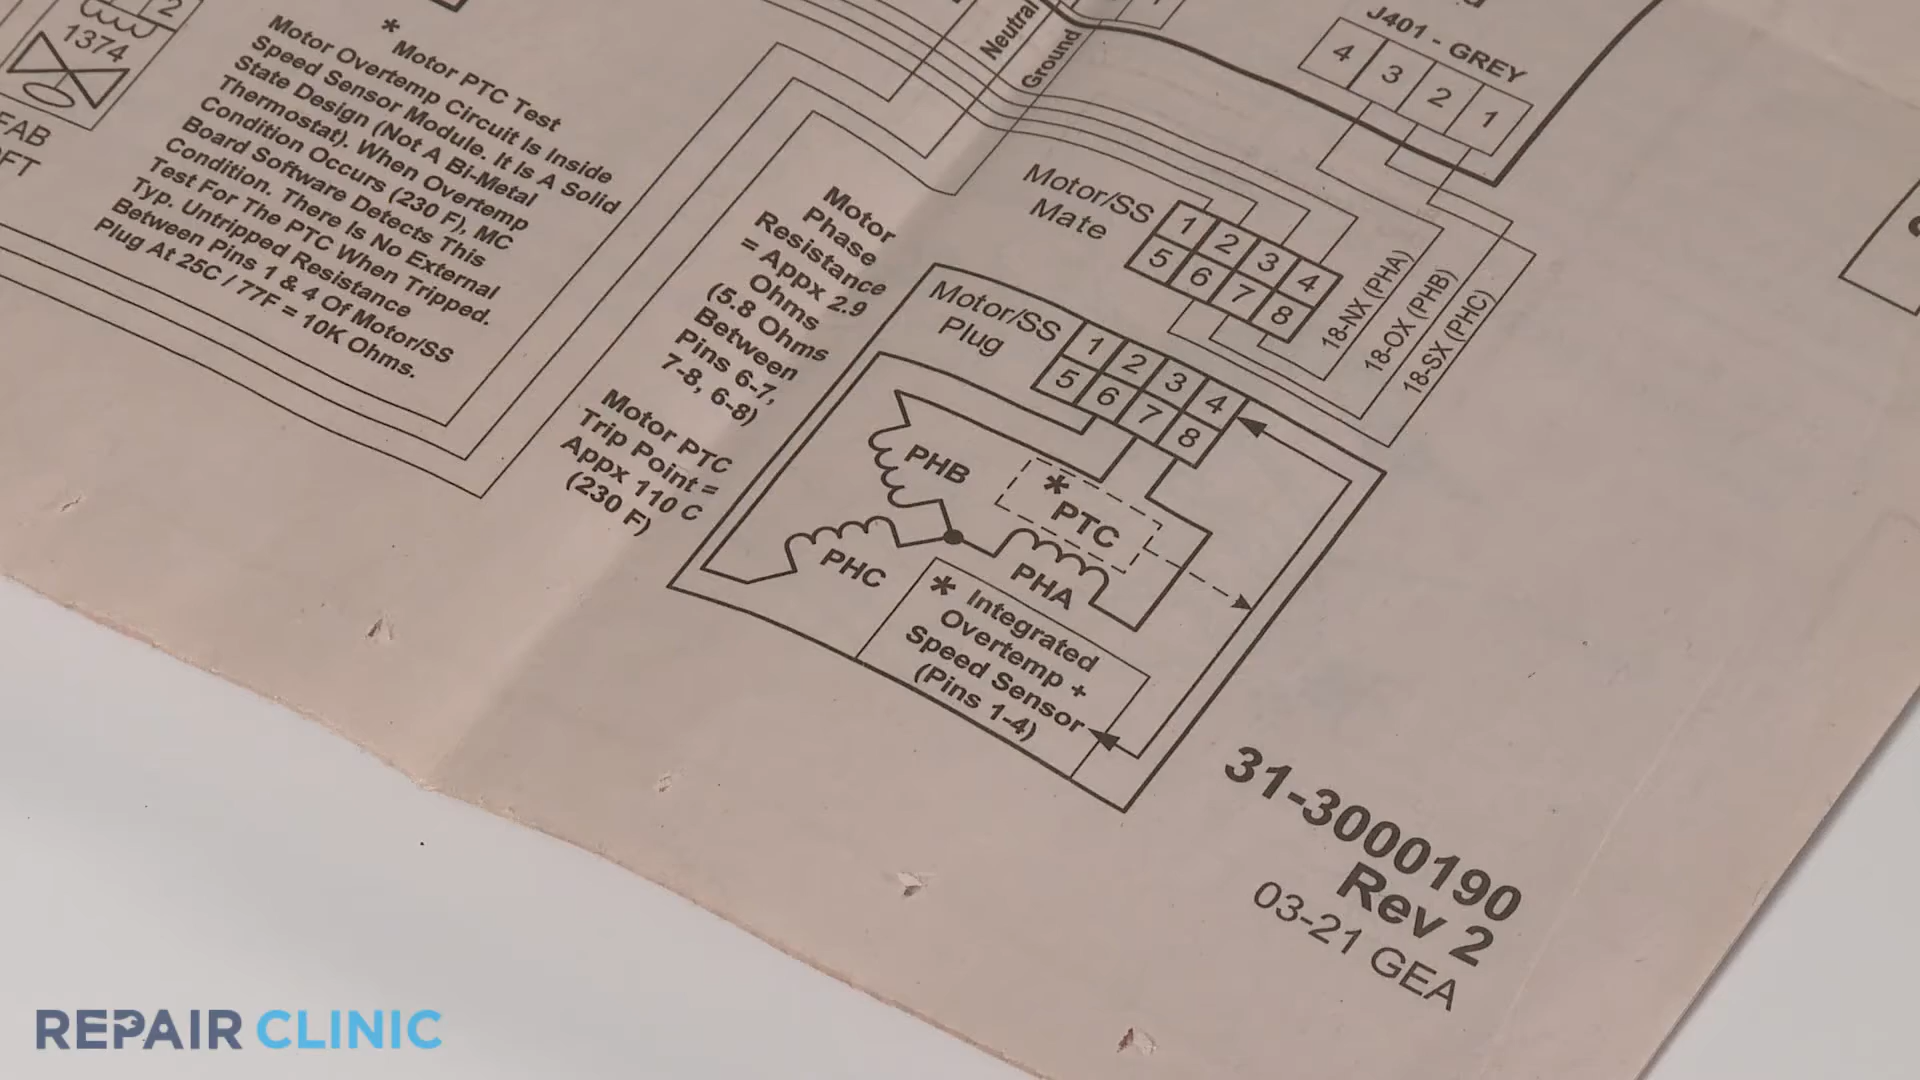 2
1374
FAB
OFT
* Motor PTC Test
Motor Overtemp Circuit Is Inside
Speed Sensor Module. It Is A Solid
State Design (Not A Bi-Metal
Thermostat). When Overtemp
Condition Occurs (230 F), MC
Board Software Detects This
Condition. There Is No External
Test For The PTC When Tripped.
Typ. Untripped Resistance
Between Pins 1 & 4 Of Motor/SS
Plug At 25C / 77F = 10K Ohms.
Neutral
Ground
J401 - GREY
4 3 2 1
Motor
Phase
Resistance
= Appx 2.9
Ohms
(5.8 Ohms
Between
Pins 6-7,
7-8, 6-8)
Motor PTC
Trip Point =
Appx 110 C
(230 F)
Motor/SS
Mate
1 2 3 4
5 6 7 8
18-NX (PHA)
18-OX (PHB)
18-SX (PHC)
Motor/SS
Plug
1 2 3 4
5 6 7 8
PHB
* PTC
PHC
PHA
* Integrated
Overtemp +
Speed Sensor
(Pins 1-4)
31-3000190
Rev 2
03-21 GEA
REPAIR CLINIC